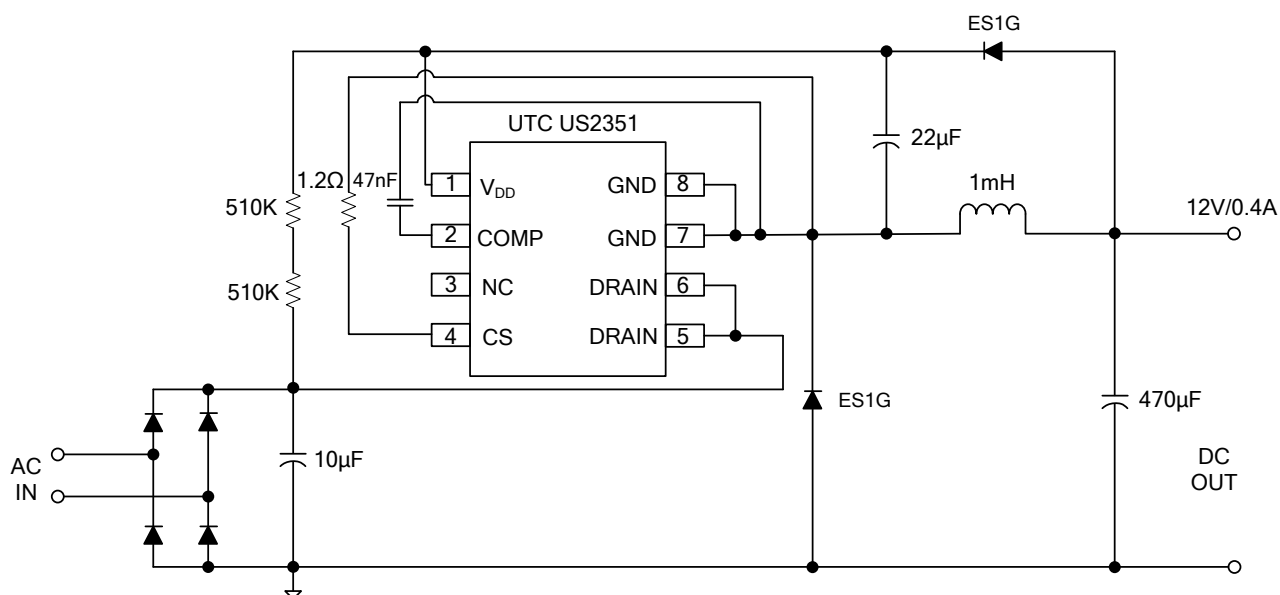 ES1G
UTC US2351
22μF
1.2Ω
47nF
1
V_DD
GND
8
1mH
510K
12V/0.4A
2
COMP
GND
7
510K
3
NC
DRAIN
6
4
CS
DRAIN
5
ES1G
470μF
AC
IN
10μF
DC
OUT